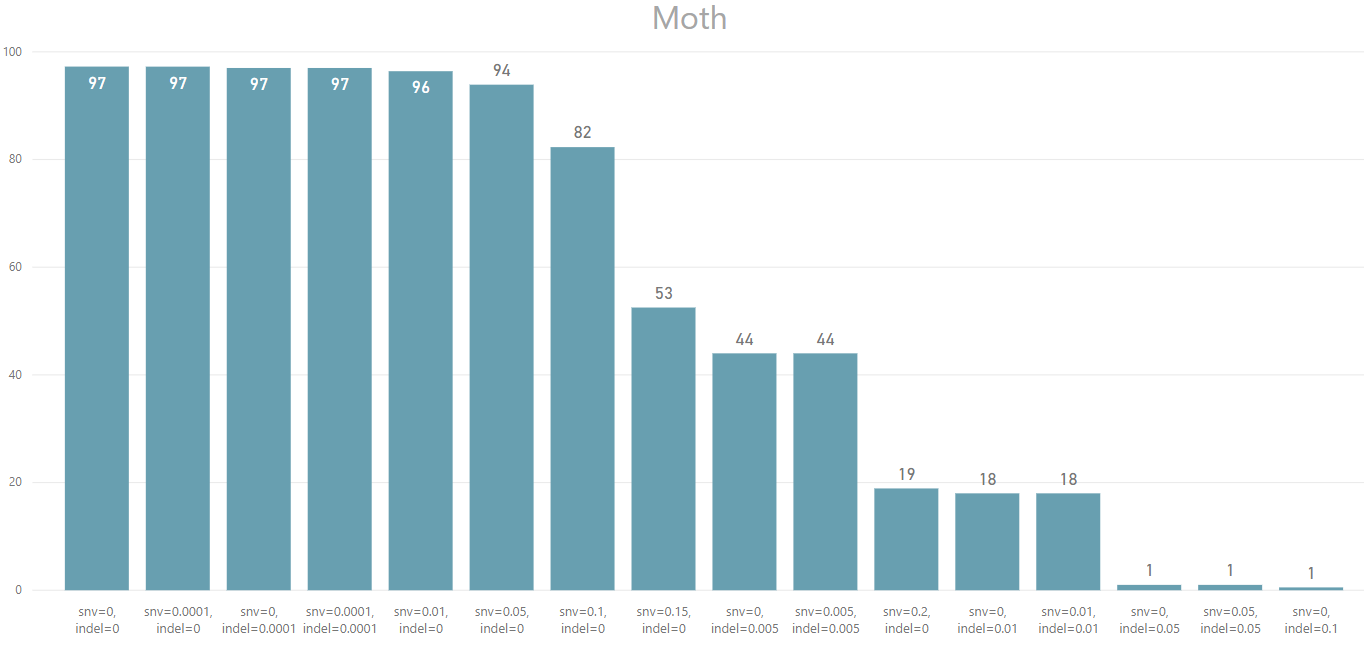 Moth
100
80
60
40
20
0
97
97
97
97
96
94
82
53
44
44
19
18
18
1
1
1
snv=0,
indel=0
snv=0.0001,
indel=0
snv=0,
indel=0.0001
snv=0.0001,
indel=0.0001
snv=0.01,
indel=0
snv=0.05,
indel=0
snv=0.1,
indel=0
snv=0.15,
indel=0
snv=0,
indel=0.005
snv=0.005,
indel=0.005
snv=0.2,
indel=0
snv=0,
indel=0.01
snv=0.01,
indel=0.01
snv=0,
indel=0.05
snv=0.05,
indel=0.05
snv=0,
indel=0.1